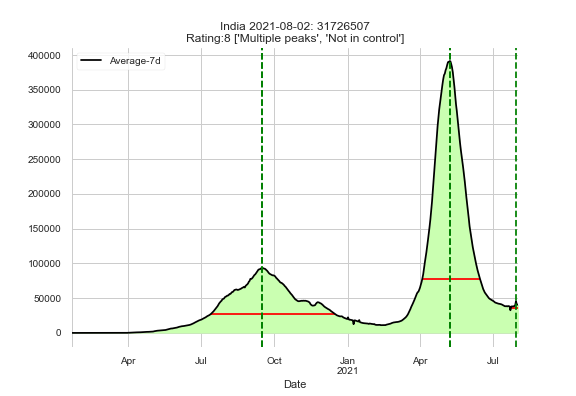 India 2021-08-02: 31726507
Rating:8 ['Multiple peaks', 'Not in control']
Average-7d
400000
350000
300000
250000
200000
150000
100000
50000
0
Apr Jul Oct Jan Apr Jul
2021
Date